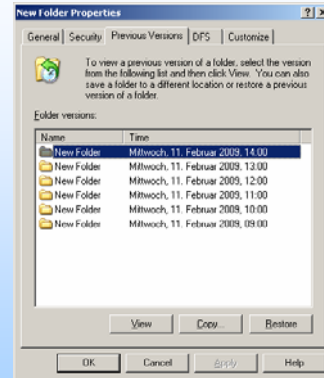 New Folder Properties
General Security Previous Versions DFS Customize
To view a previous version of a folder, select the version
from the following list and then click View. You can also
save a folder to a different location or restore a previous
version of a folder.
Folder versions:
Name Time
New Folder Mittwoch, 11. Februar 2009, 14:00
New Folder Mittwoch, 11. Februar 2009, 13:00
New Folder Mittwoch, 11. Februar 2009, 12:00
New Folder Mittwoch, 11. Februar 2009, 11:00
New Folder Mittwoch, 11. Februar 2009, 10:00
New Folder Mittwoch, 11. Februar 2009, 09:00
View Copy... Restore
OK Cancel Apply Help